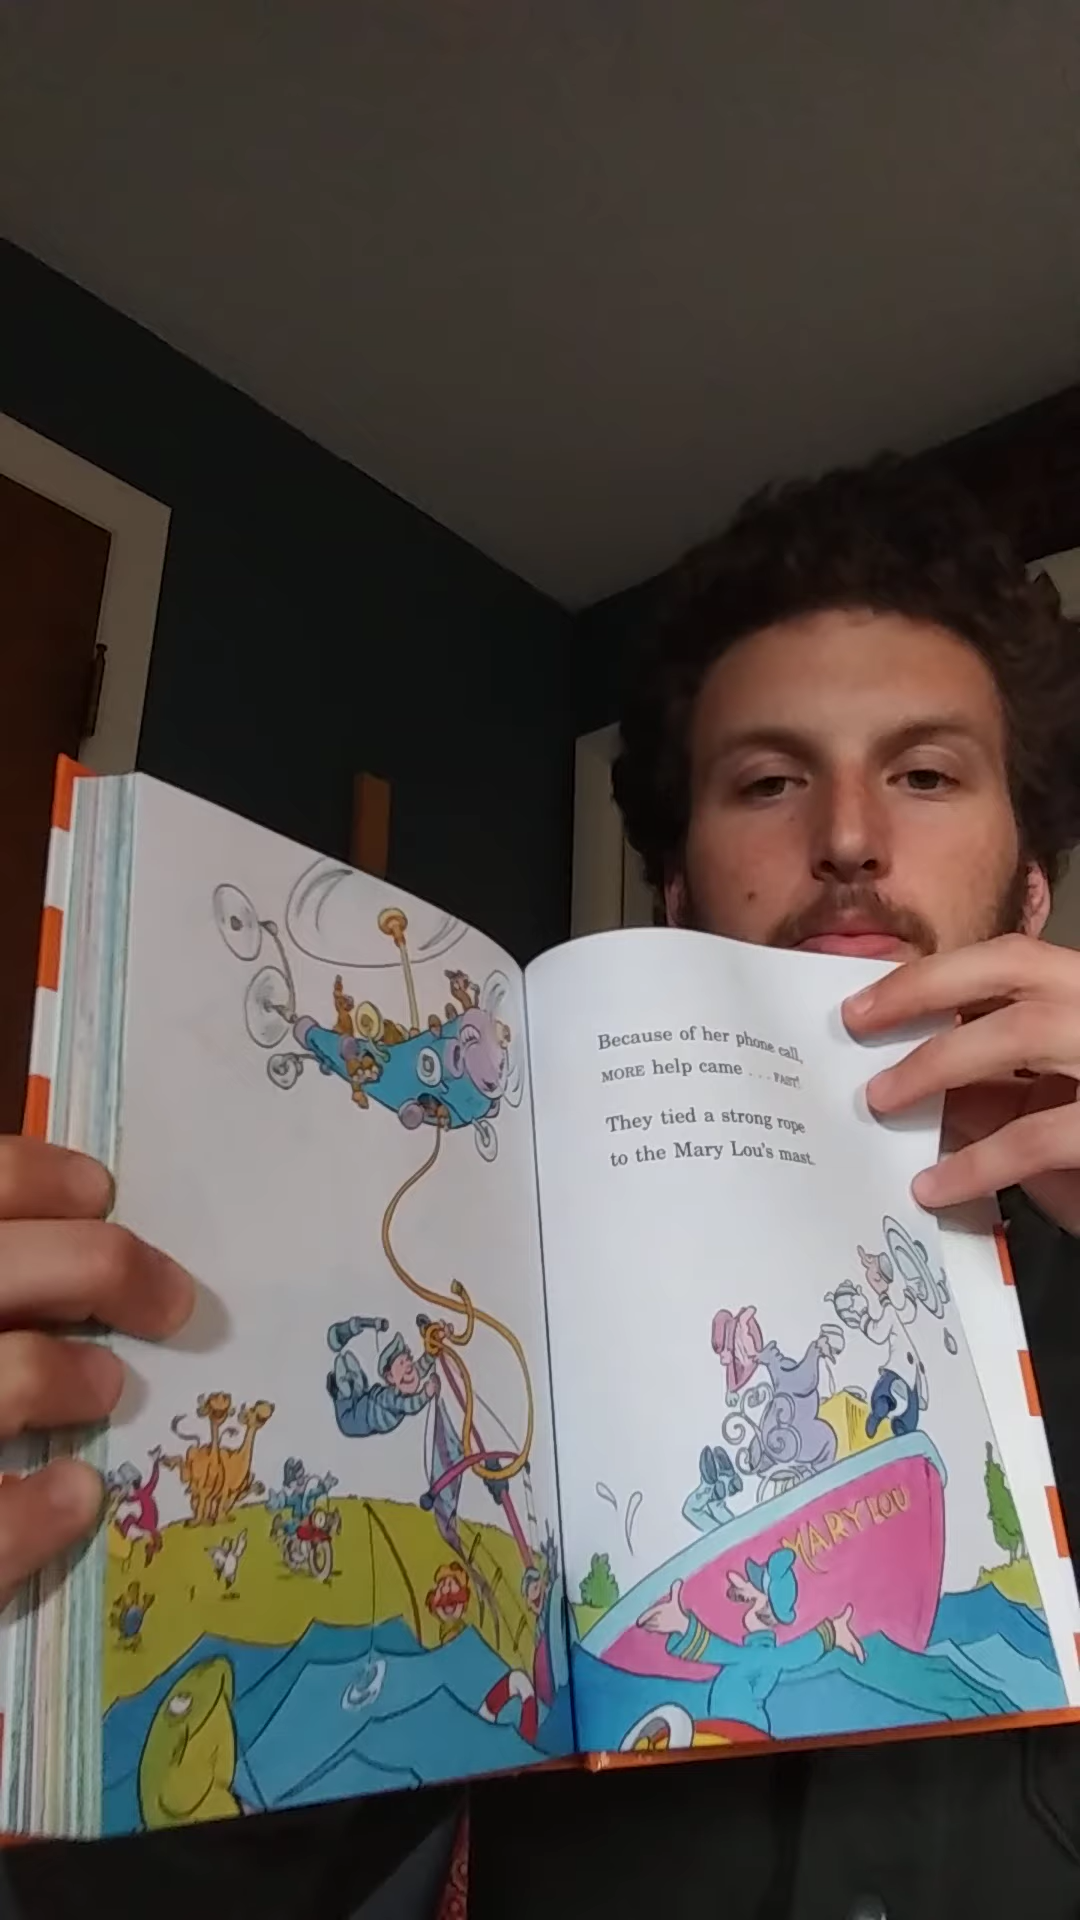 Because of her phone call,
MORE help came . . . FAST!
They tied a strong rope
to the Mary Lou's mast.
MARY LOU